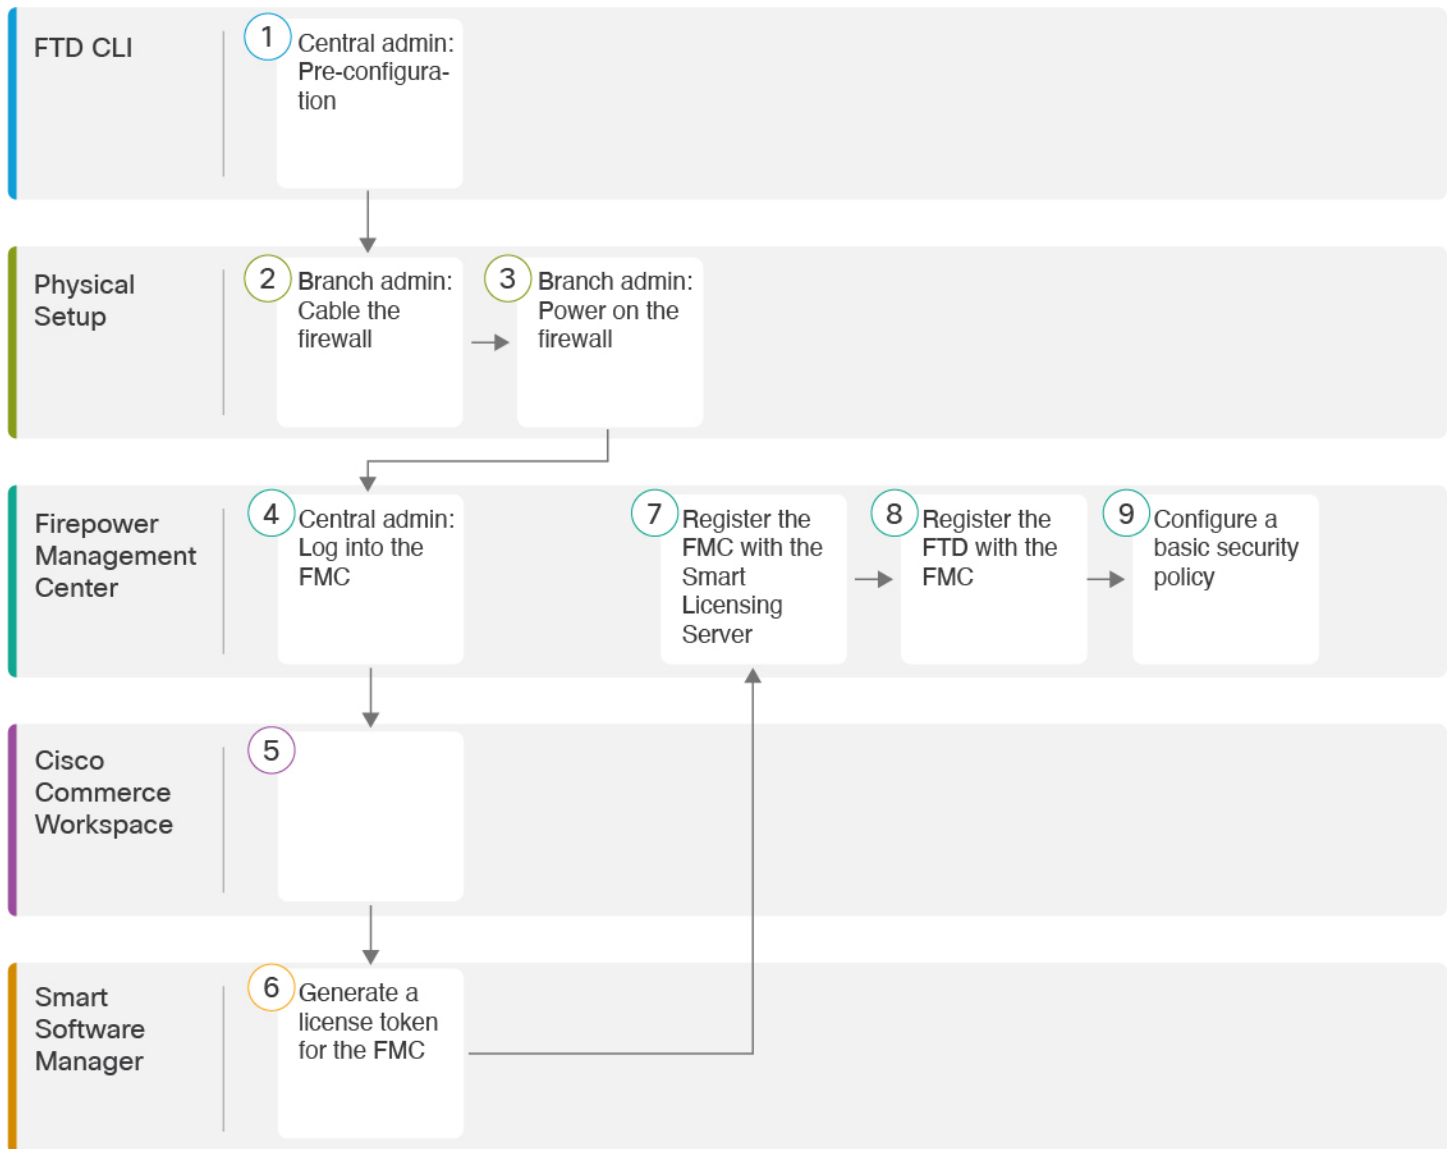 FTD CLI
1
Central admin:
Pre-configura-
tion
Physical
Setup
2
Branch admin:
Cable the
firewall
3
Branch admin:
Power on the
firewall
Firepower
Management
Center
4
Central admin:
Log into the
FMC
7
Register the
FMC with the
Smart
Licensing
Server
8
Register the
FTD with the
FMC
9
Configure a
basic security
policy
Cisco
Commerce
Workspace
5
Smart
Software
Manager
6
Generate a
license token
for the FMC